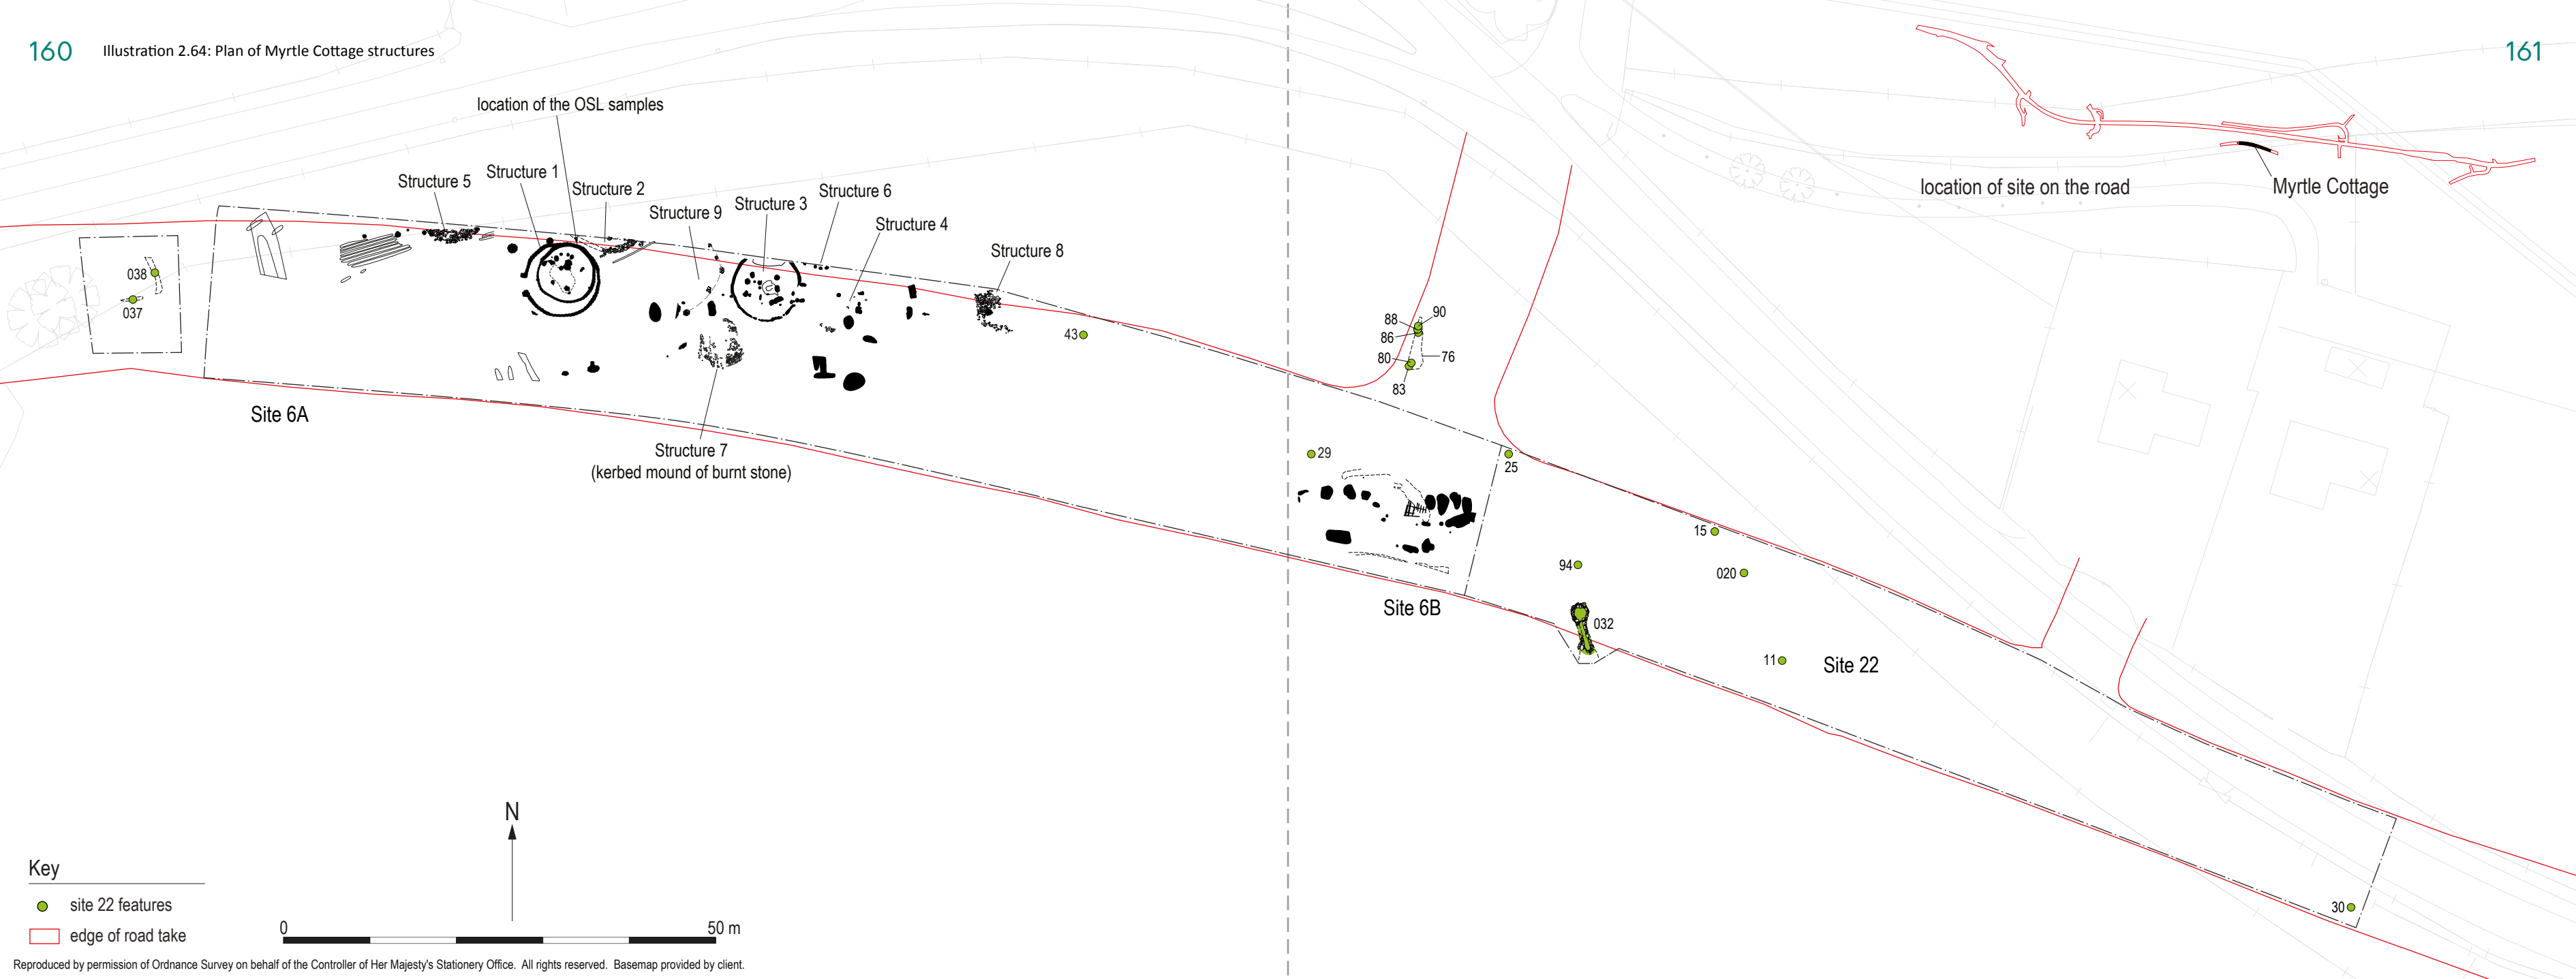 160
Illustration 2.64: Plan of Myrtle Cottage structures
161
location of the OSL samples
Structure 5
Structure 1
Structure 2
Structure 9
Structure 3
Structure 6
Structure 4
Structure 8
location of site on the road
Myrtle Cottage
038
037
43
88
90
86
80
76
83
Site 6A
Structure 7
(kerbed mound of burnt stone)
29
25
15
94
020
Site 6B
032
11
Site 22
30
N
Key
site 22 features
edge of road take
0
50 m
Reproduced by permission of Ordnance Survey on behalf of the Controller of Her Majesty's Stationery Office. All rights reserved. Basemap provided by client.